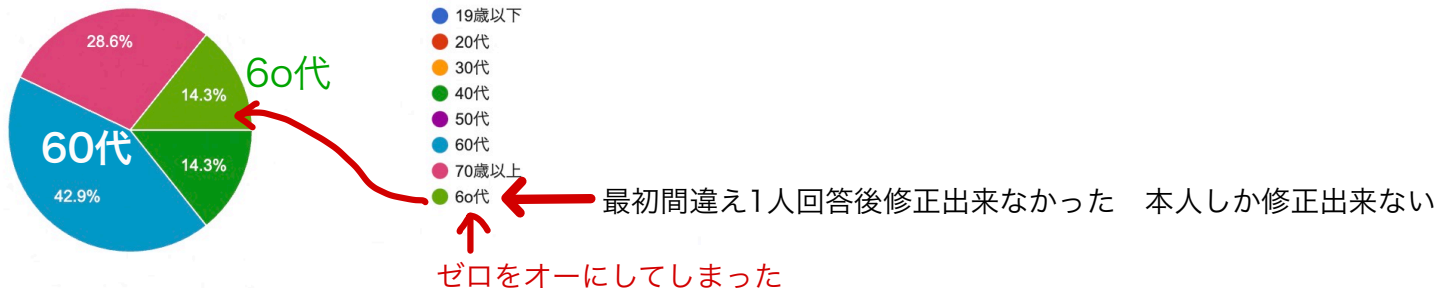 28.6%
14.3%
6o代
60代
14.3%
42.9%
19歳以下
20代
30代
40代
50代
60代
70歳以上
6o代
最初間違え1人回答後修正出来なかった　本人しか修正出来ない
ゼロをオーにしてしまった